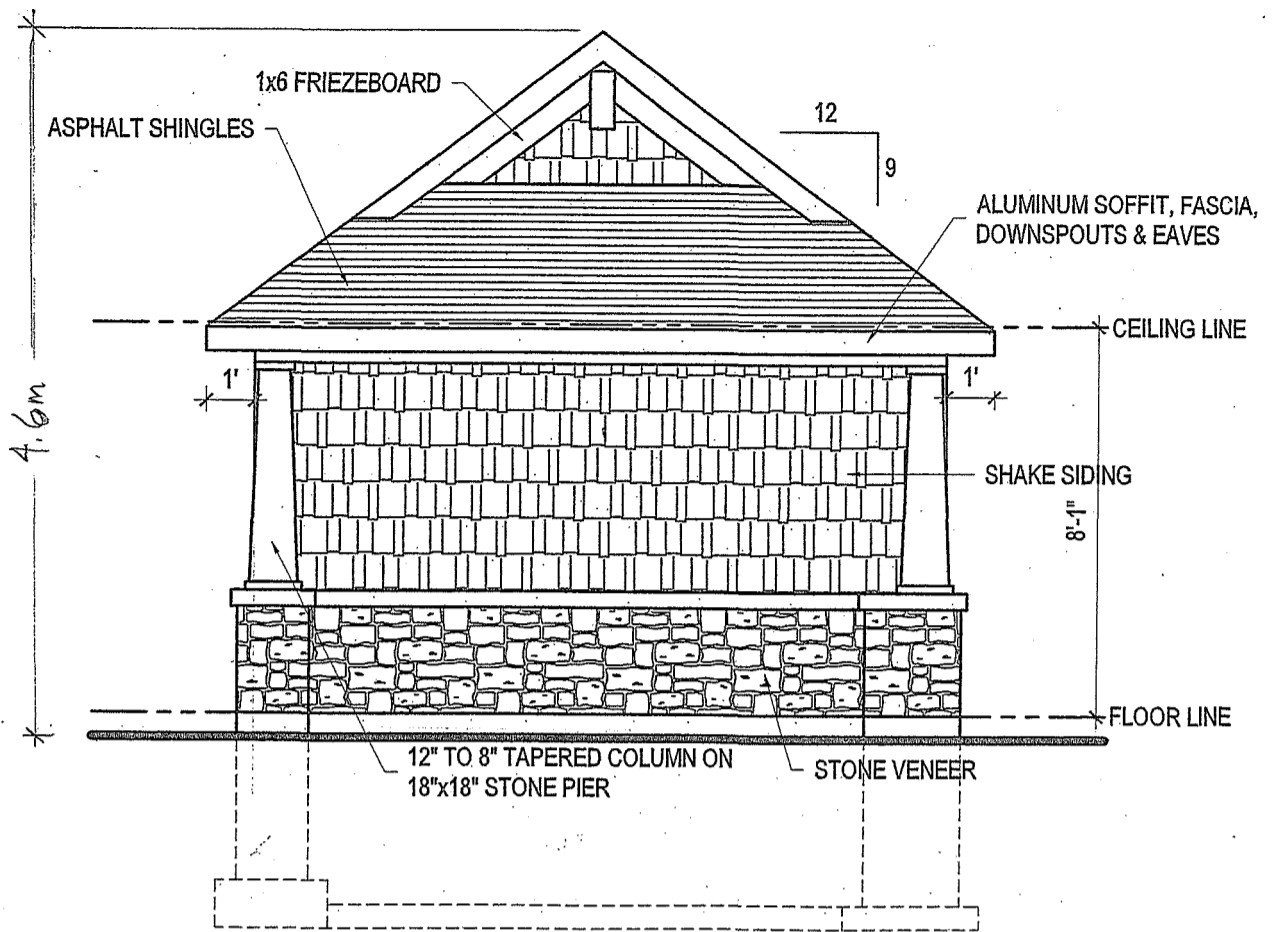 1x6 FRIEZEBOARD
ASPHALT SHINGLES
12
9
ALUMINUM SOFFIT, FASCIA,
DOWNSPOUTS & EAVES
CEILING LINE
1'
1'
4.6m
SHAKE SIDING
8'-1"
FLOOR LINE
12" TO 8" TAPERED COLUMN ON
18"x18" STONE PIER
STONE VENEER